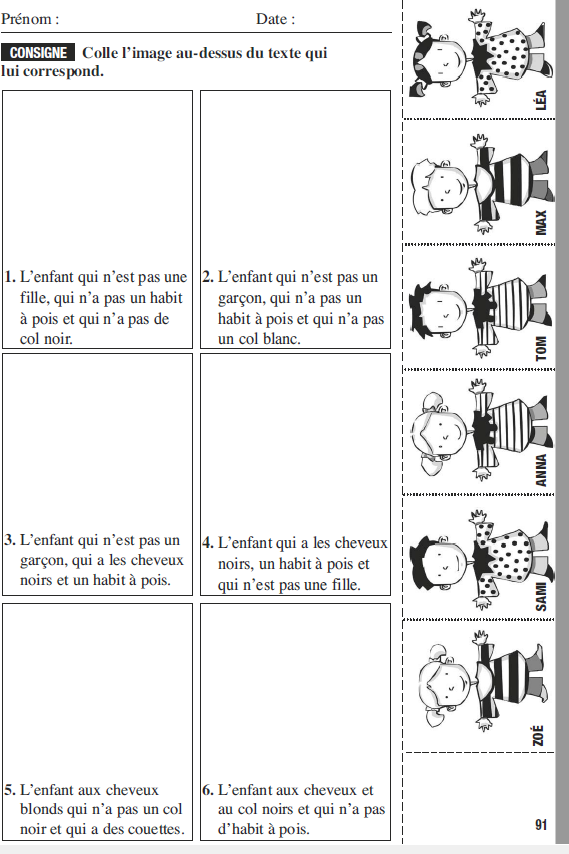 Prénom :
Date :
CONSIGNE Colle l'image au-dessus du texte qui
lui correspond.
1. L'enfant qui n'est pas une
fille, qui n'a pas un habit
à pois et qui n'a pas de
col noir.
2. L'enfant qui n'est pas un
garçon, qui n'a pas un
habit à pois et qui n'a pas
un col blanc.
3. L'enfant qui n'est pas un
garçon, qui a les cheveux
noirs et un habit à pois.
4. L'enfant qui a les cheveux
noirs, un habit à pois et
qui n'est pas une fille.
5. L'enfant aux cheveux
blonds qui n'a pas un col
noir et qui a des couettes.
6. L'enfant aux cheveux et
au col noirs et qui n'a pas
d'habit à pois.
LÉA
MAX
TOM
ANNA
SAMI
ZOÉ
91